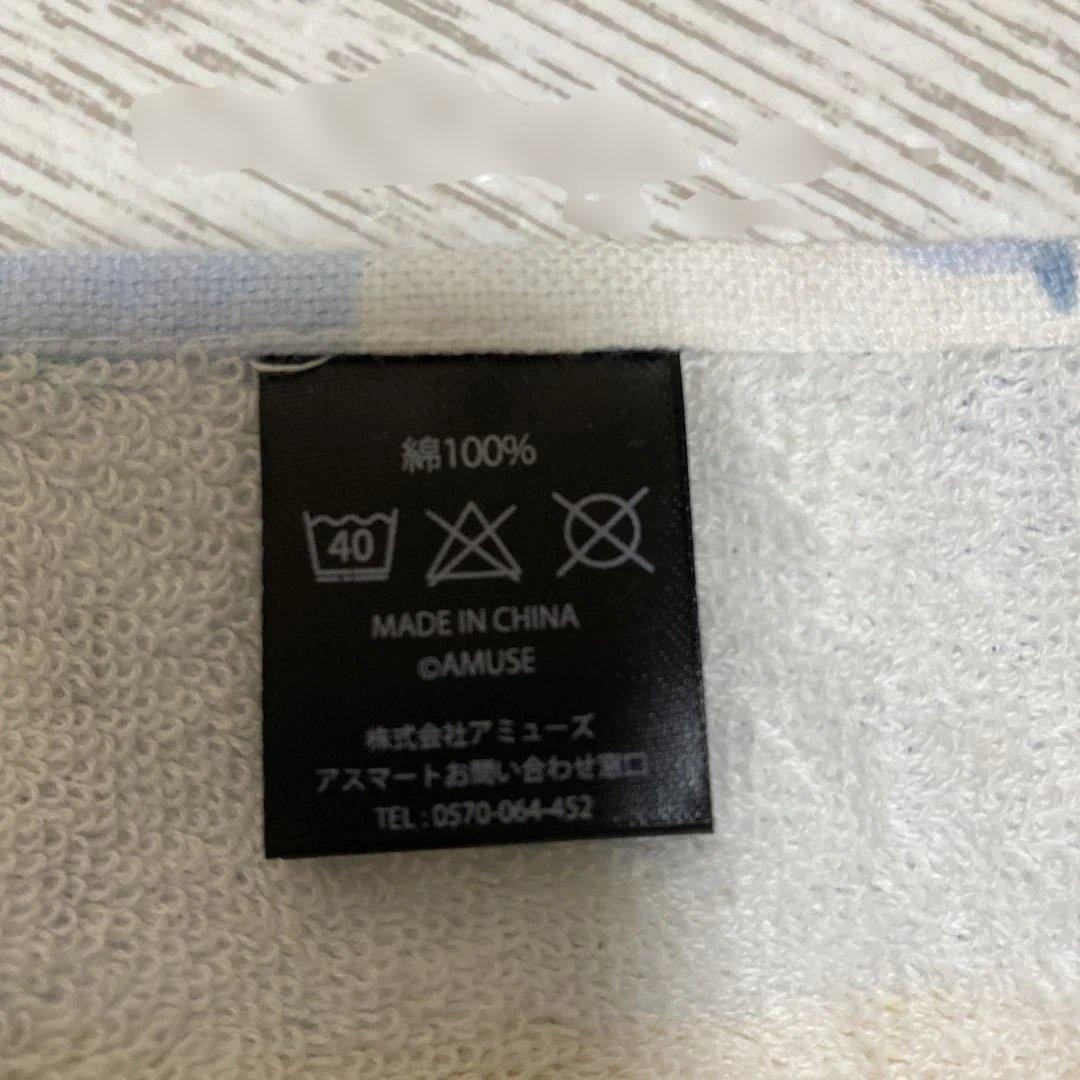 綿100%
40
MADE IN CHINA
©AMUSE
株式会社アミューズ
アスマートお問い合わせ窓口
TEL : 0570-064-452